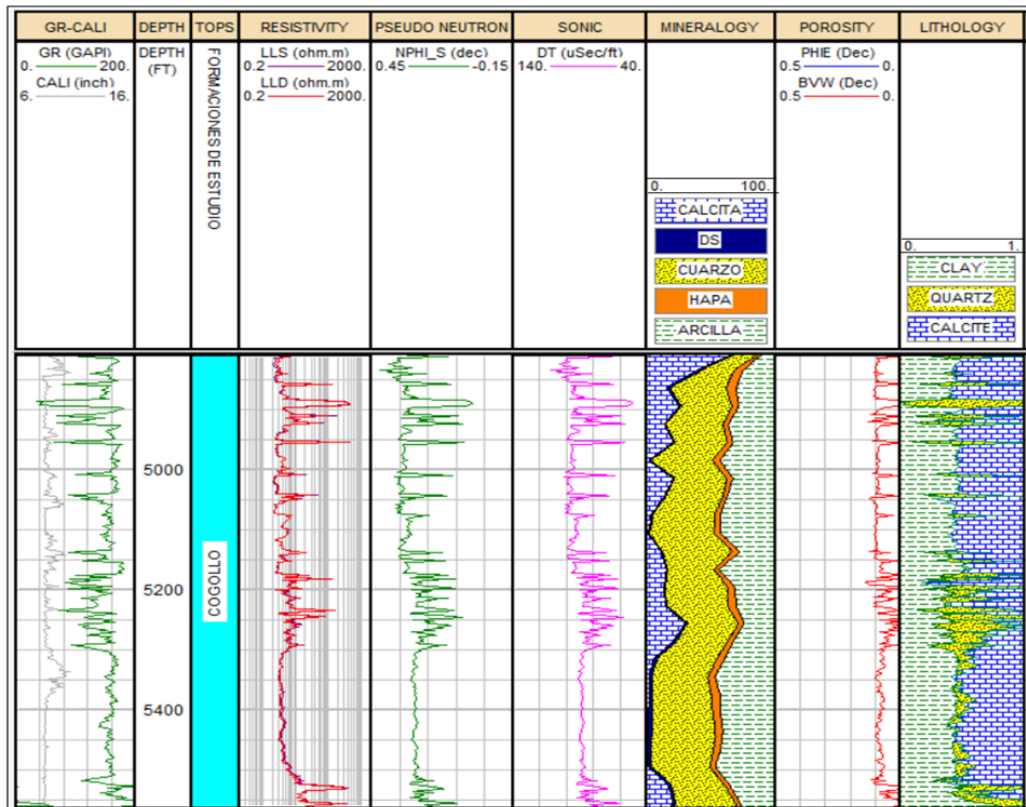 GR-CALI DEPTH TOPS RESISTIVITY PSEUDO NEUTRON SONIC MINERALOGY POROSITY LITHOLOGY
GR (GAPI)
0. 200.
CALI (inch)
6. 16.
DEPTH
(FT)
FORMACIONES DE ESTUDIO
LLS (ohm.m)
0.2 2000.
LLD (ohm.m)
0.2 2000.
NPHI_S (dec)
0.45 -0.15
DT (uSec/ft)
140. 40.
0. 100.
CALCITA
DS
CUARZO
HAPA
ARCILLA
PHIE (Dec)
0.5 0.
BVW (Dec)
0.5 0.
0. 1.
CLAY
QUARTZ
CALCITE
5000
5200
5400
COGOLLO